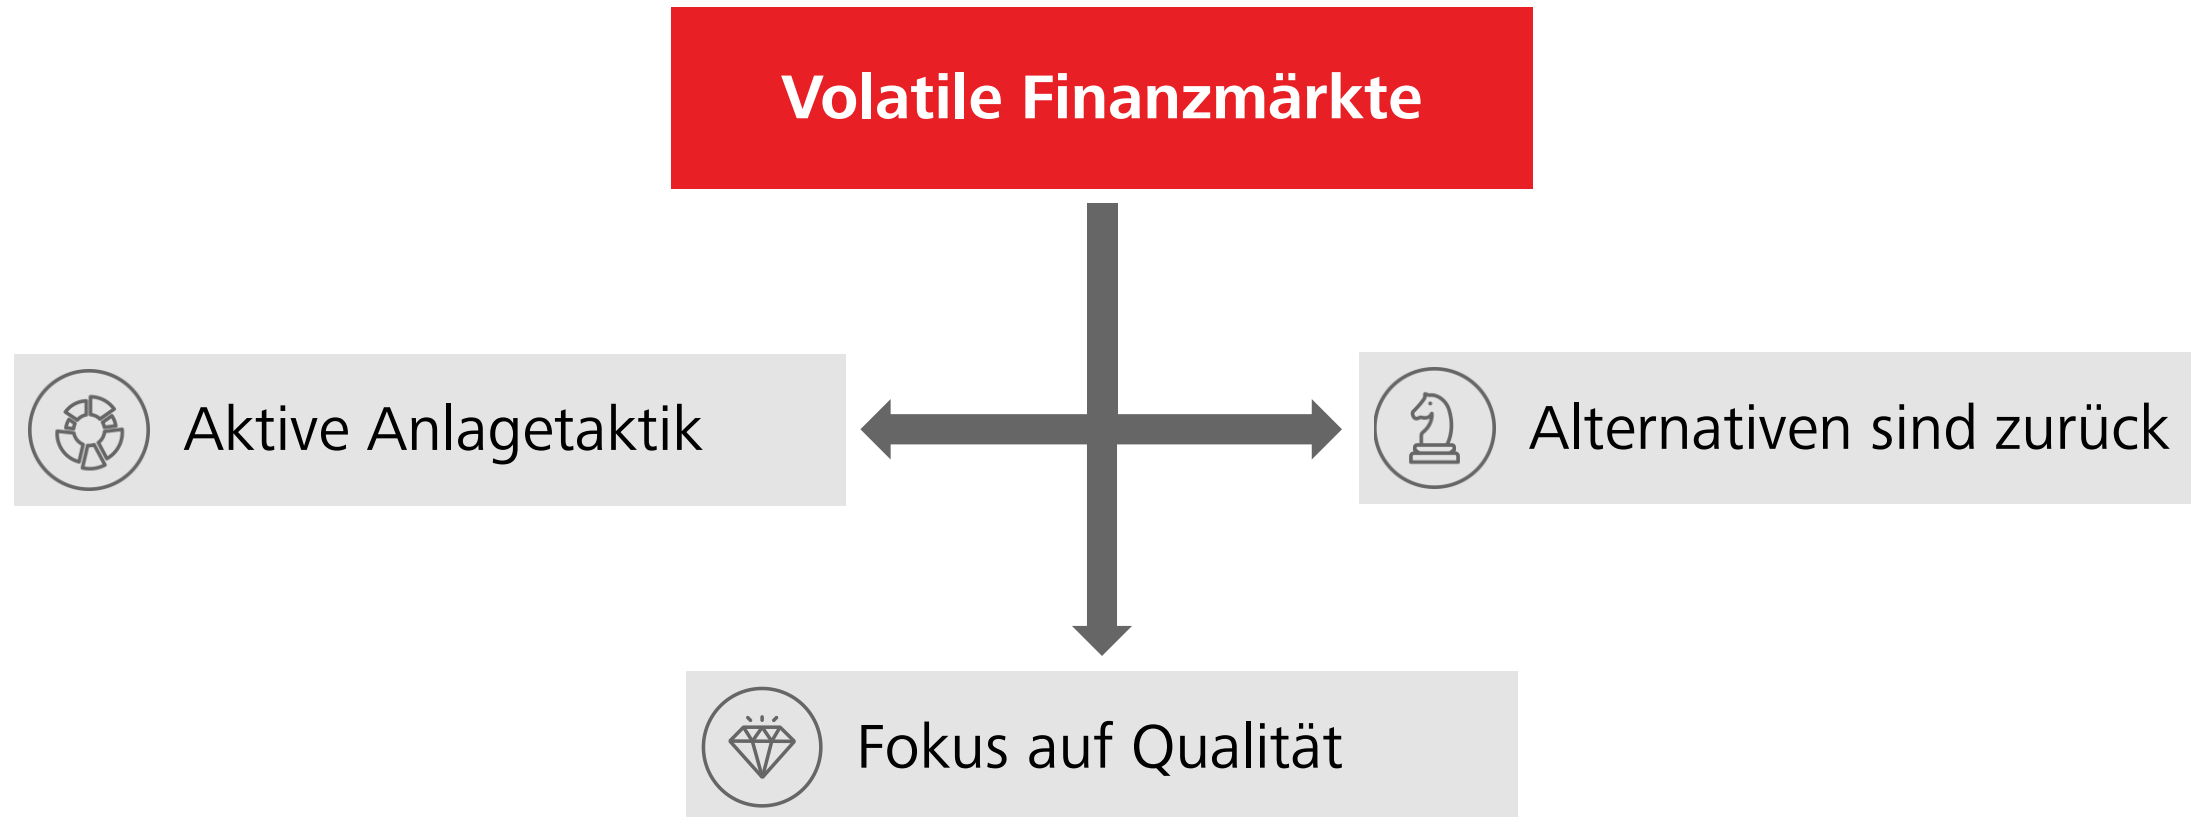 Volatile Finanzmärkte
Aktive Anlagetaktik
Alternativen sind zurück
Fokus auf Qualität